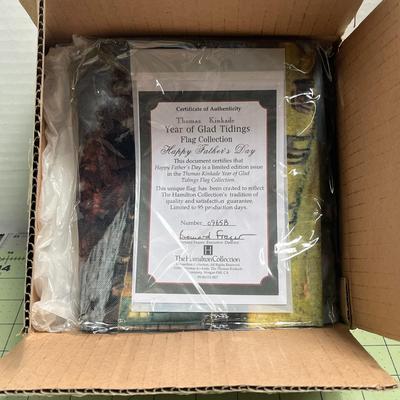 Certificate of Authenticity
Thomas Kinkade
Year of Glad Tidings
Flag Collection
Happy Father's Day
This document certifies that
Happy Father's Day is a limited edition issue
in the Thomas Kinkade Year of Glad
Tidings Flag Collection.
This unique flag has been crafted to reflect
The Hamilton Collection's tradition of
quality and satisfaction guarantee.
Limited to 95 production days.
Number: 0965B
H
The Hamilton Collection